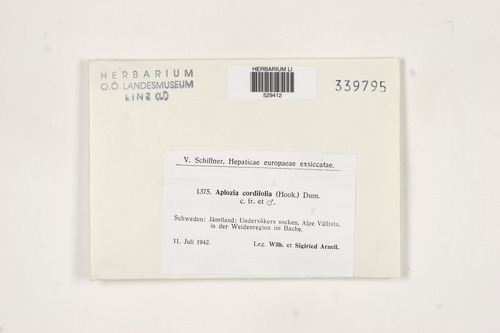 HERBARIUM
O.Ö. LANDESMUSEUM
LINZ (LI)
HERBARIUM LI
529412
339795
V. Schiffner, Hepaticae europaeae exsiccatae.
1375. Aplozia cordifolia (Hook.) Dum.
c. fr. et ♂.
Schweden: Jämtland; Undersåkers socken, Alpe Vällista,
in der Weidenregion im Bache.
11. Juli 1942.
Leg. Wilh. et Sigfried Arnell.